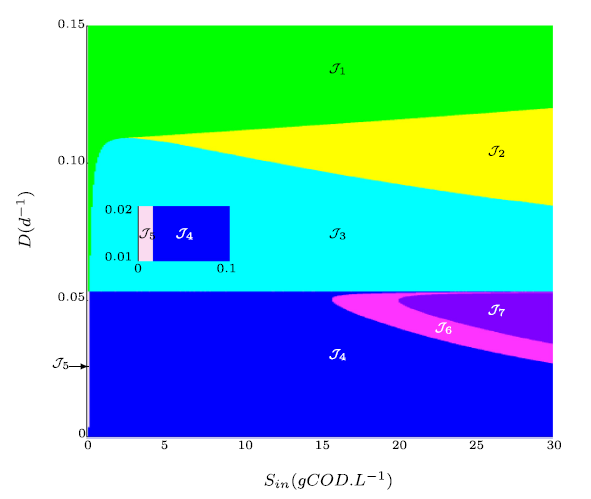 0.15
𝒥₁
0.10
𝒥₂
D(d⁻¹)
0.02
𝒥₅ 𝒥₄
𝒥₃
0.01
0 0.1
0.05
𝒥₇
𝒥₆
𝒥₄
𝒥₅
0
0 5 10 15 20 25 30
S_in(gCOD.L⁻¹)